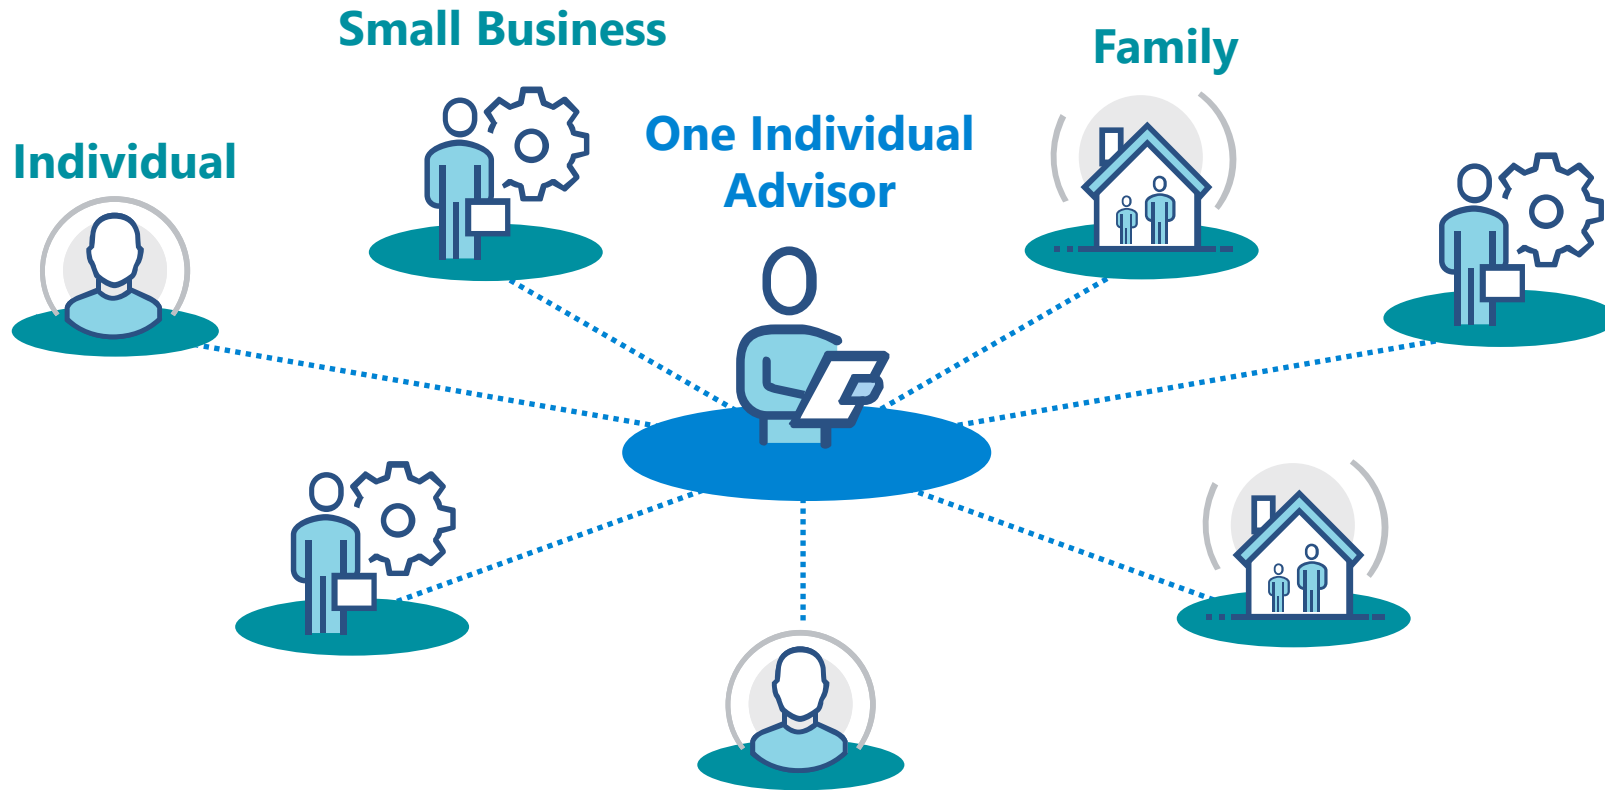 Small Business
Family
One Individual
Advisor
Individual